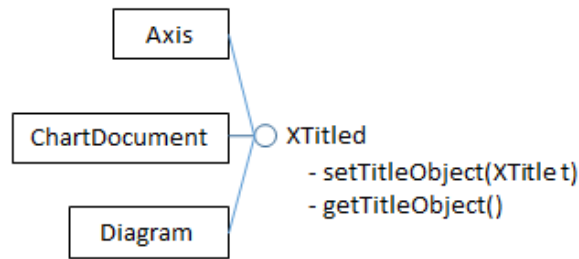 Axis
ChartDocument
XTitled
- setTitleObject(XTitle t)
- getTitleObject()
Diagram